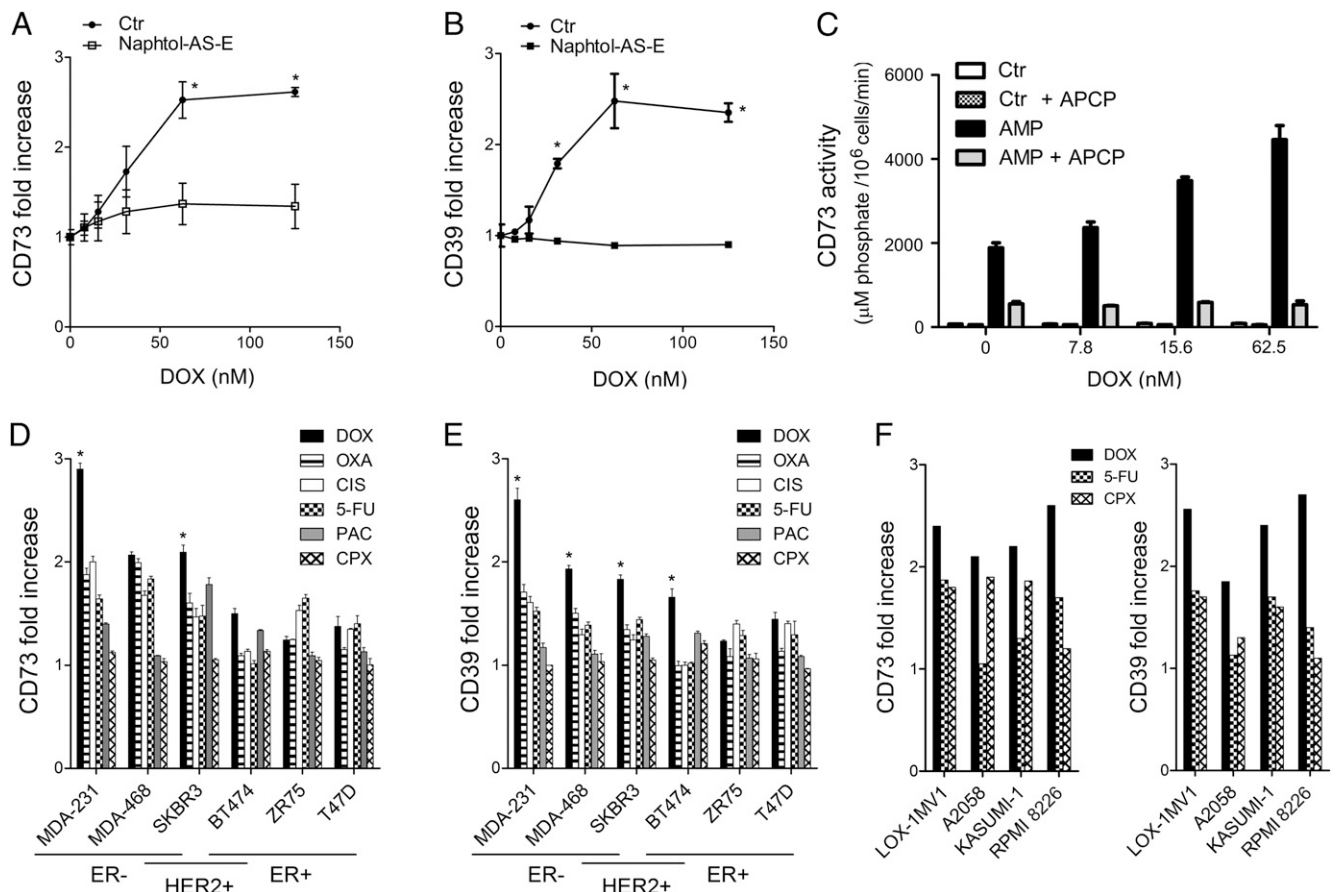 A
Ctr
Naphtol-AS-E
CD73 fold increase
3
2
1
1
*
*
0
50
100
150
DOX (nM)
B
Ctr
Naphtol-AS-E
CD39 fold increase
3
2
1
0
*
*
*
0
50
100
150
DOX (nM)
C
Ctr
Ctr + APCP
AMP
AMP + APCP
CD73 activity
(µM phosphate /10⁶ cells/min)
6000
4000
2000
0
0
7.8
15.6
62.5
DOX (nM)
D
DOX
OXA
CIS
5-FU
PAC
CPX
CD73 fold increase
3
2
1
0
*
*
MDA-231
MDA-468
SKBR3
BT474
ZR75
T47D
ER-
HER2+
ER+
E
DOX
OXA
CIS
5-FU
PAC
CPX
CD39 fold increase
3
2
1
0
*
*
*
*
MDA-231
MDA-468
SKBR3
BT474
ZR75
T47D
ER-
HER2+
ER+
F
DOX
5-FU
CPX
CD73 fold increase
3
2
1
0
LOX-1MV1
A2058
KASUMI-1
RPMI 8226
CD39 fold increase
3
2
1
0
LOX-1MV1
A2058
KASUMI-1
RPMI 8226